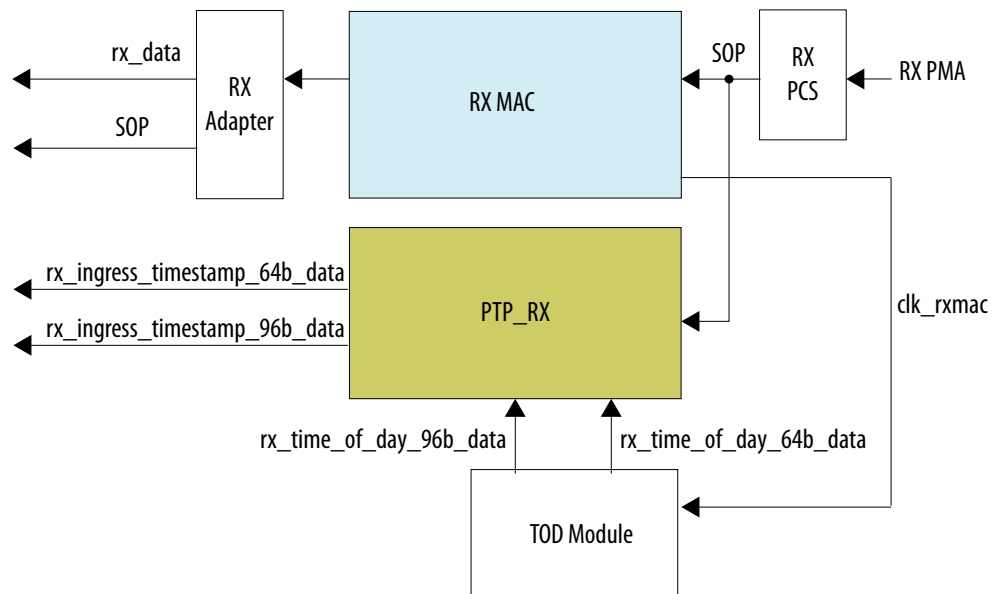 rx_data
SOP
RX
Adapter
RX MAC
SOP
RX
PCS
RX PMA
rx_ingress_timestamp_64b_data
rx_ingress_timestamp_96b_data
PTP_RX
clk_rxmac
rx_time_of_day_96b_data
rx_time_of_day_64b_data
TOD Module